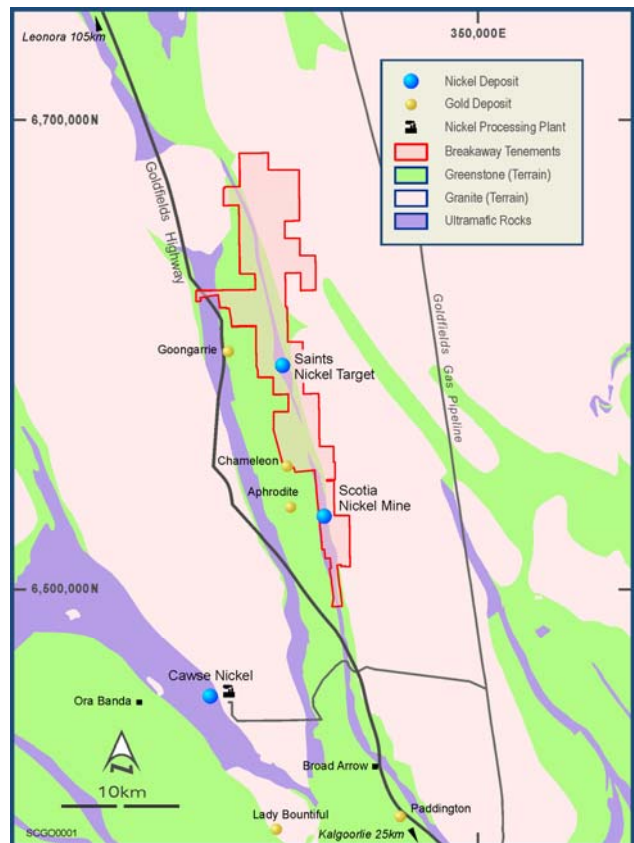 Leonora 105km
350,000E
6,700,000N
Nickel Deposit
Gold Deposit
Nickel Processing Plant
Breakaway Tenements
Greenstone (Terrain)
Granite (Terrain)
Ultramafic Rocks
Goldfields Highway
Goldfields Gas Pipeline
Goongarrie
Saints
Nickel Target
Chameleon
Aphrodite
Scotia
Nickel Mine
6,500,000N
Cawse Nickel
Ora Banda
N
10km
Broad Arrow
Lady Bountiful
Paddington
Kalgoorlie 25km
SCGO0001